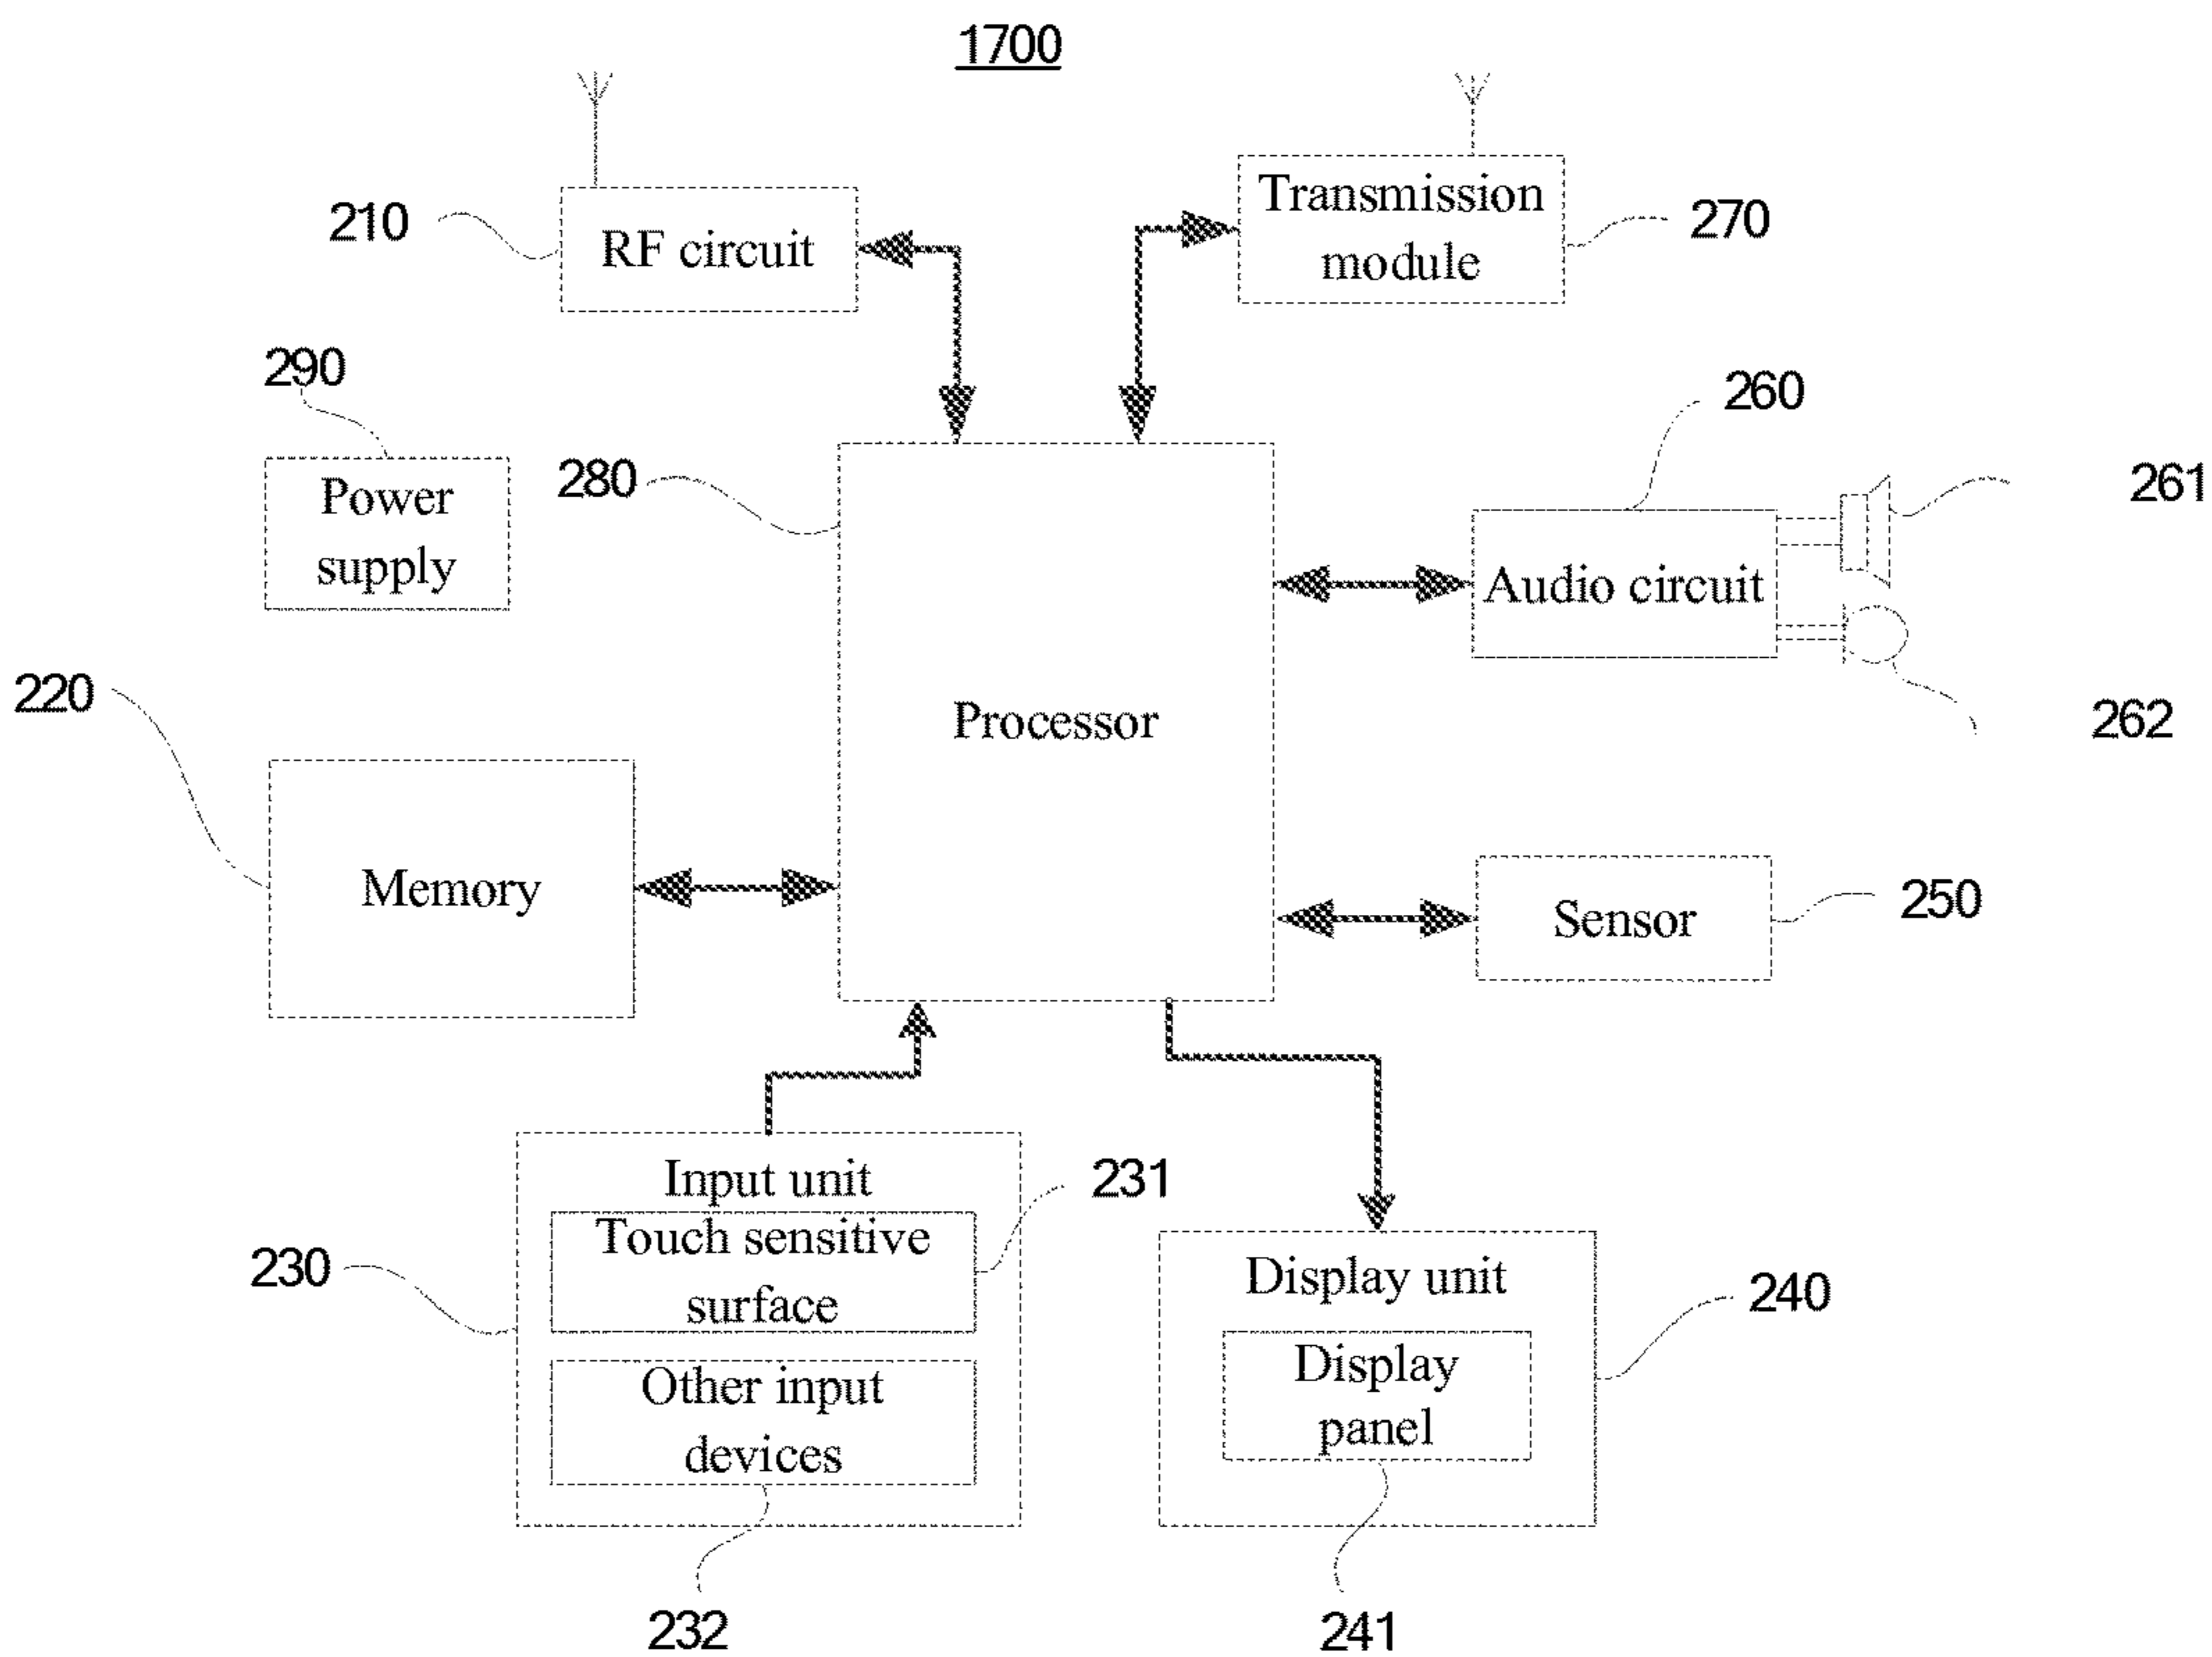 1700
210
RF circuit
Transmission
module
270
290
Power
supply
280
260
261
Audio circuit
262
220
Processor
Memory
Sensor
250
Input unit
231
Touch sensitive
surface
230
Other input
devices
232
Display unit
240
Display
panel
241